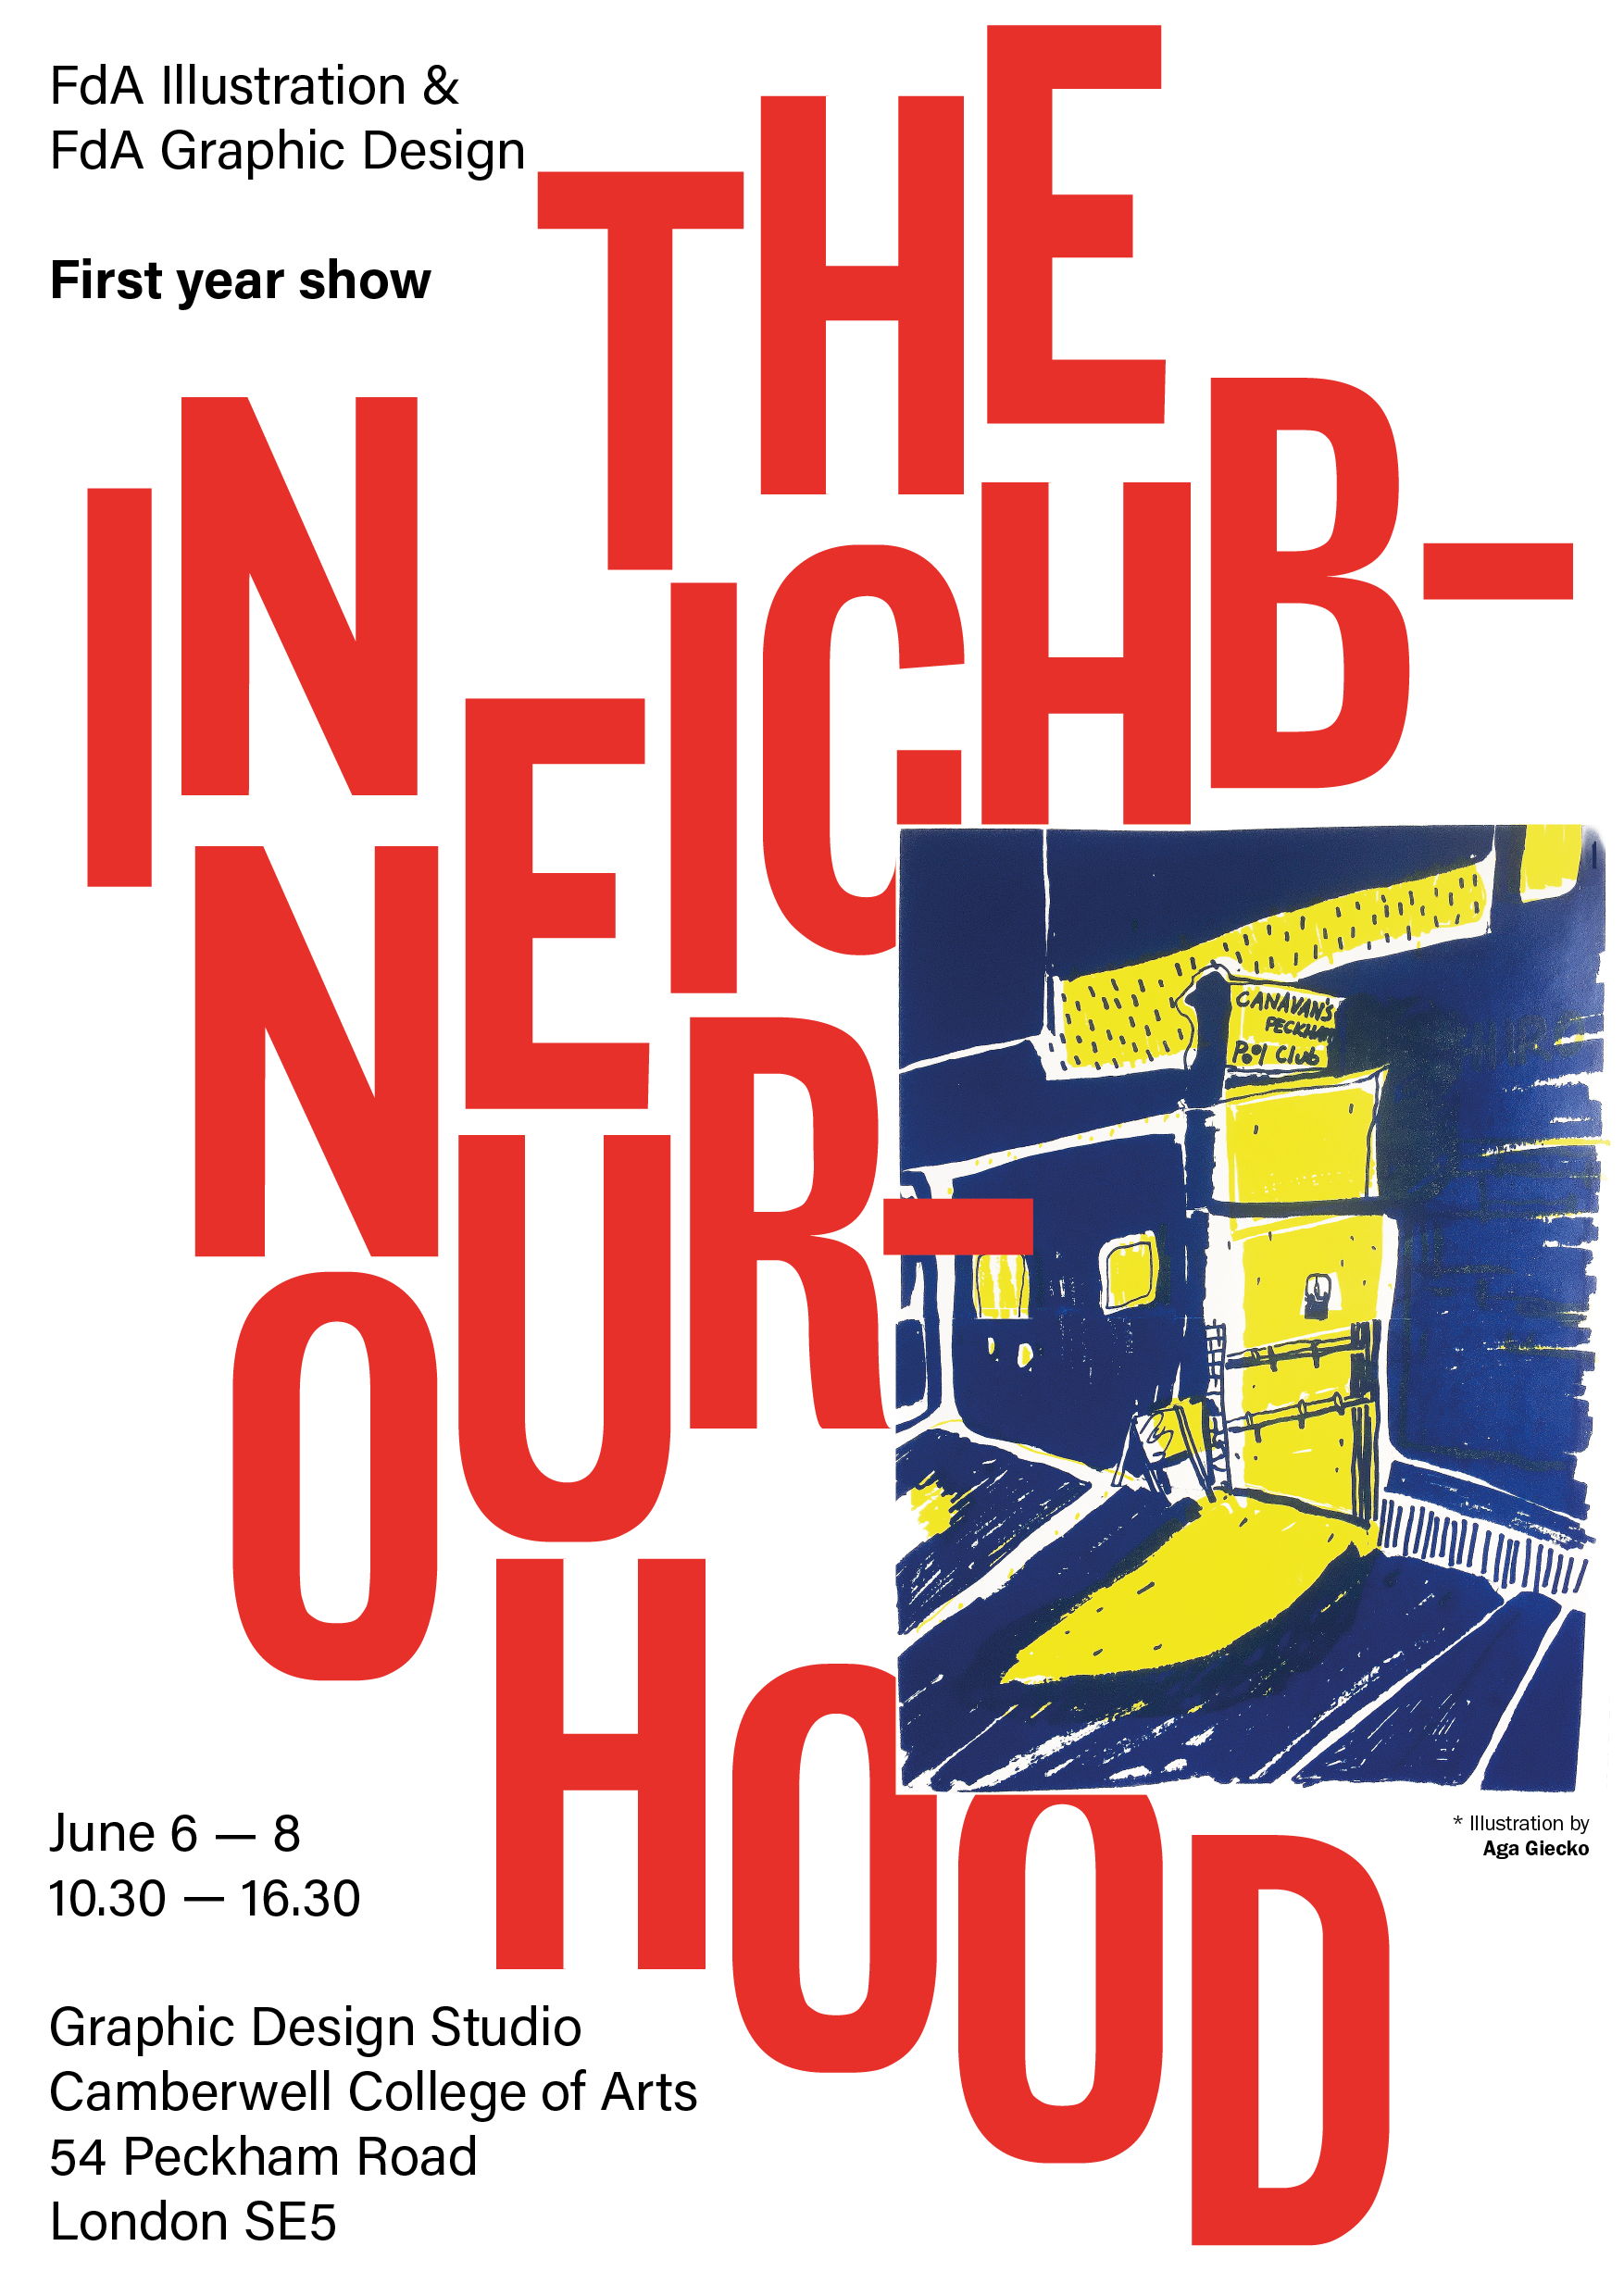 FdA Illustration &
FdA Graphic Design
First year show
IN THE
NEICHB-
OUR-
HOOD
CANAVAN'S
PECKHAM
Pool Club
* Illustration by
Aga Giecko
June 6 — 8
10.30 — 16.30
Graphic Design Studio
Camberwell College of Arts
54 Peckham Road
London SE5